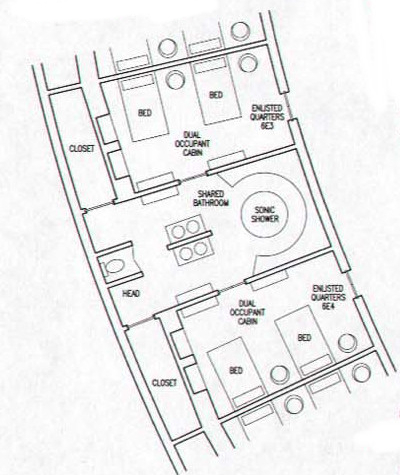 BED
BED
ENLISTED
QUARTERS
6E3
DUAL
OCCUPANT
CABIN
CLOSET
SHARED
BATHROOM
SONIC
SHOWER
HEAD
DUAL
OCCUPANT
CABIN
ENLISTED
QUARTERS
6E4
BED
BED
CLOSET